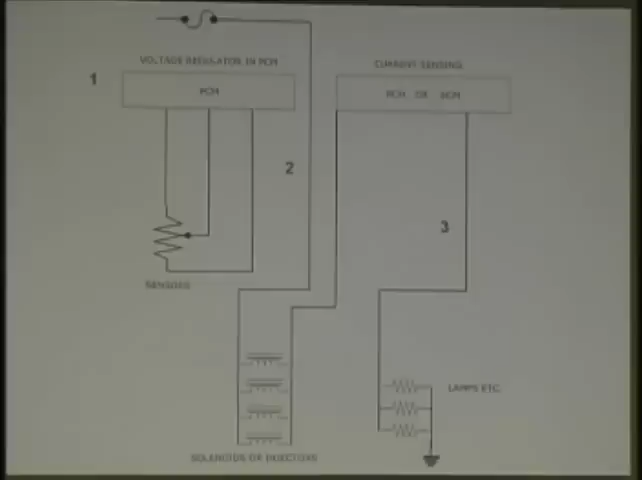 VOLTAGE REGULATOR IN PCM
CURRENT SENSING
1
PCM
PCM OR BCM
2
3
SENSORS
LAMPS ETC.
SOLENOIDS OR INJECTORS